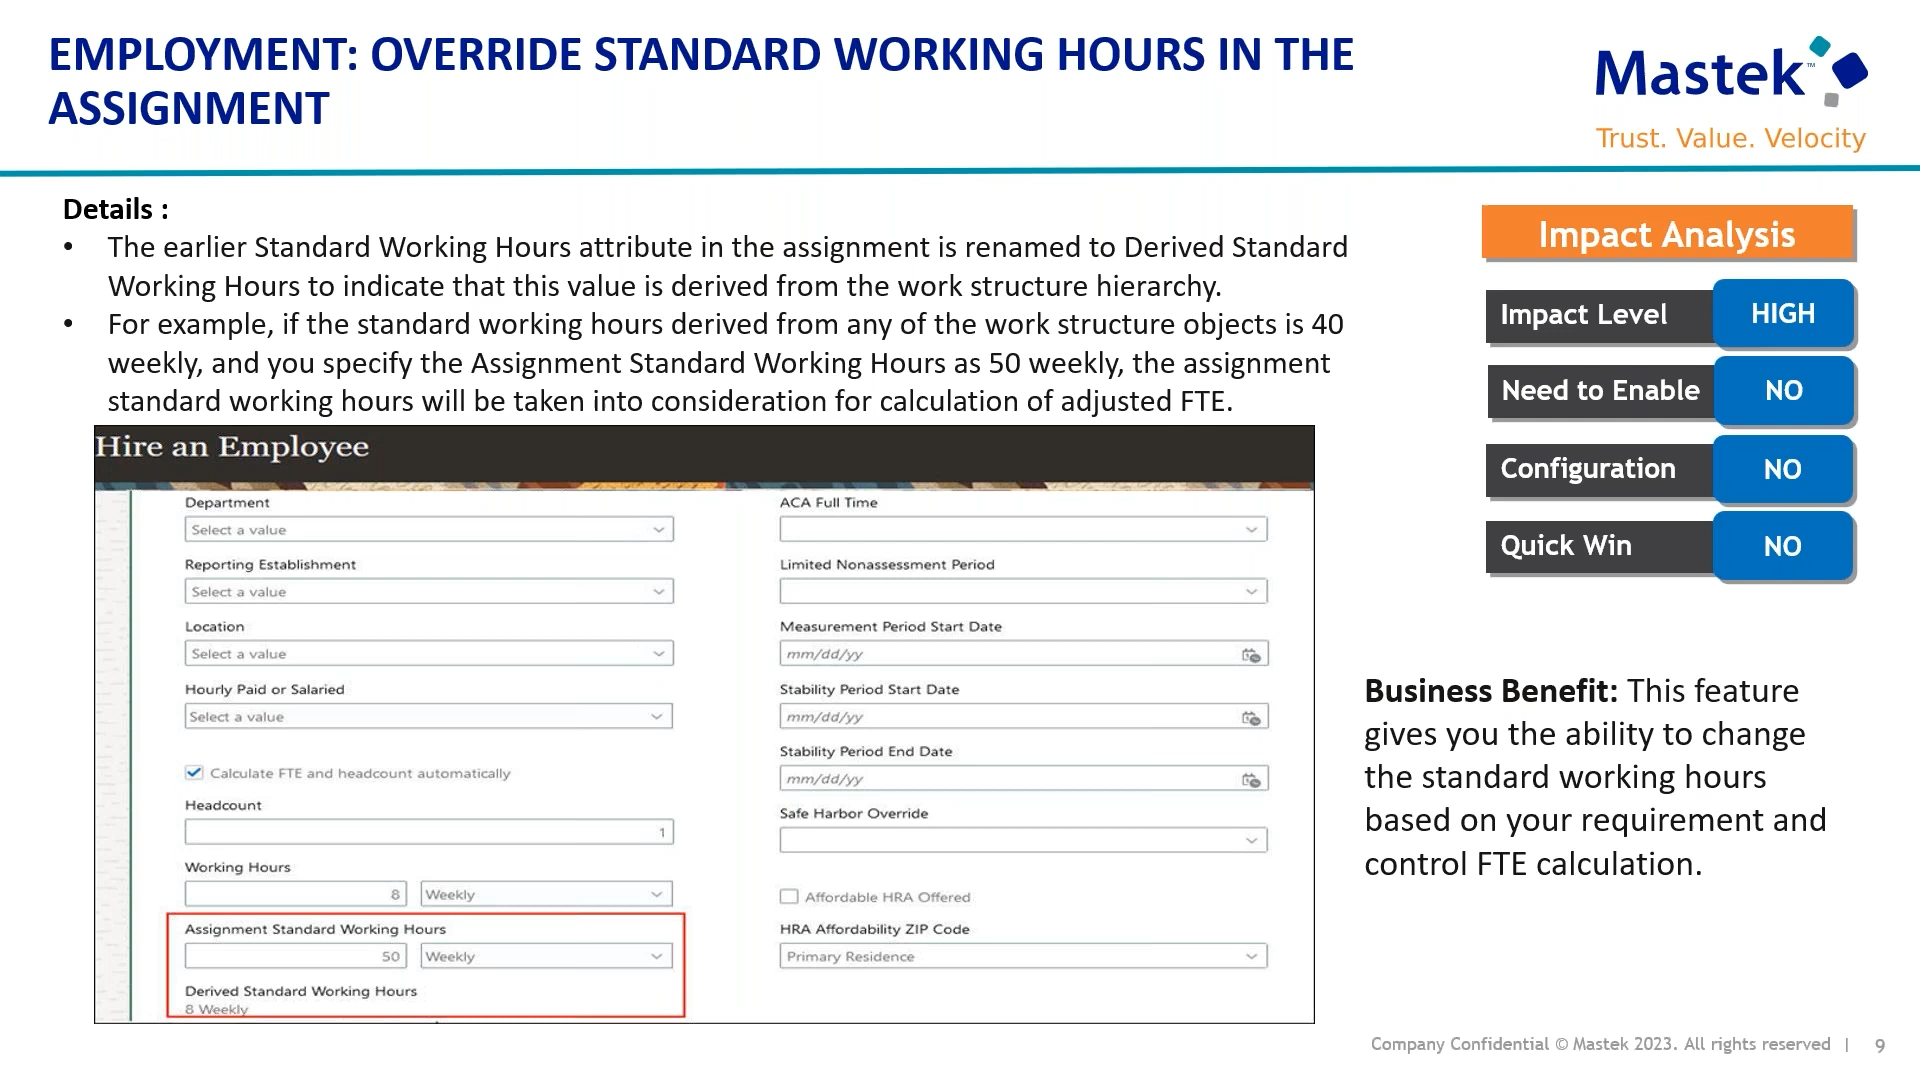 EMPLOYMENT: OVERRIDE STANDARD WORKING HOURS IN THE
ASSIGNMENT
Mastek™
Trust. Value. Velocity
Details :
• The earlier Standard Working Hours attribute in the assignment is renamed to Derived Standard
Working Hours to indicate that this value is derived from the work structure hierarchy.
• For example, if the standard working hours derived from any of the work structure objects is 40
weekly, and you specify the Assignment Standard Working Hours as 50 weekly, the assignment
standard working hours will be taken into consideration for calculation of adjusted FTE.
Hire an Employee
Department
Select a value
Reporting Establishment
Select a value
Location
Select a value
Hourly Paid or Salaried
Select a value
Calculate FTE and headcount automatically
Headcount
1
Working Hours
8 Weekly
Assignment Standard Working Hours
50 Weekly
Derived Standard Working Hours
8 Weekly
ACA Full Time
Limited Nonassessment Period
Measurement Period Start Date
mm/dd/yy
Stability Period Start Date
mm/dd/yy
Stability Period End Date
mm/dd/yy
Safe Harbor Override
Affordable HRA Offered
HRA Affordability ZIP Code
Primary Residence
Impact Analysis
Impact Level HIGH
Need to Enable NO
Configuration NO
Quick Win NO
Business Benefit: This feature
gives you the ability to change
the standard working hours
based on your requirement and
control FTE calculation.
Company Confidential © Mastek 2023. All rights reserved | 9